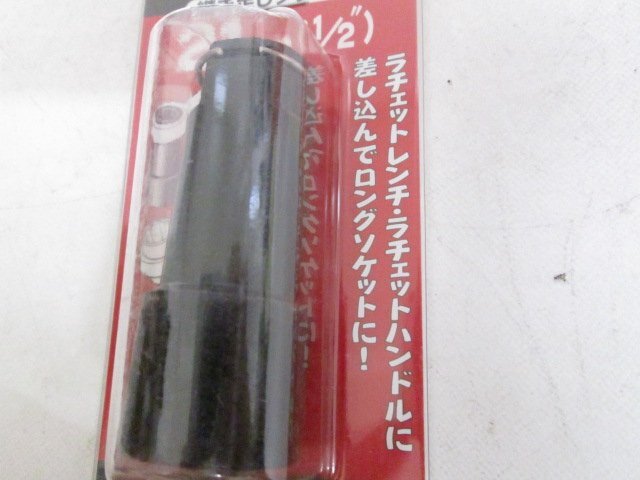 1/2")
ラチェットレンチ・ラチェットハンドルに
差し込んでロングソケットに!